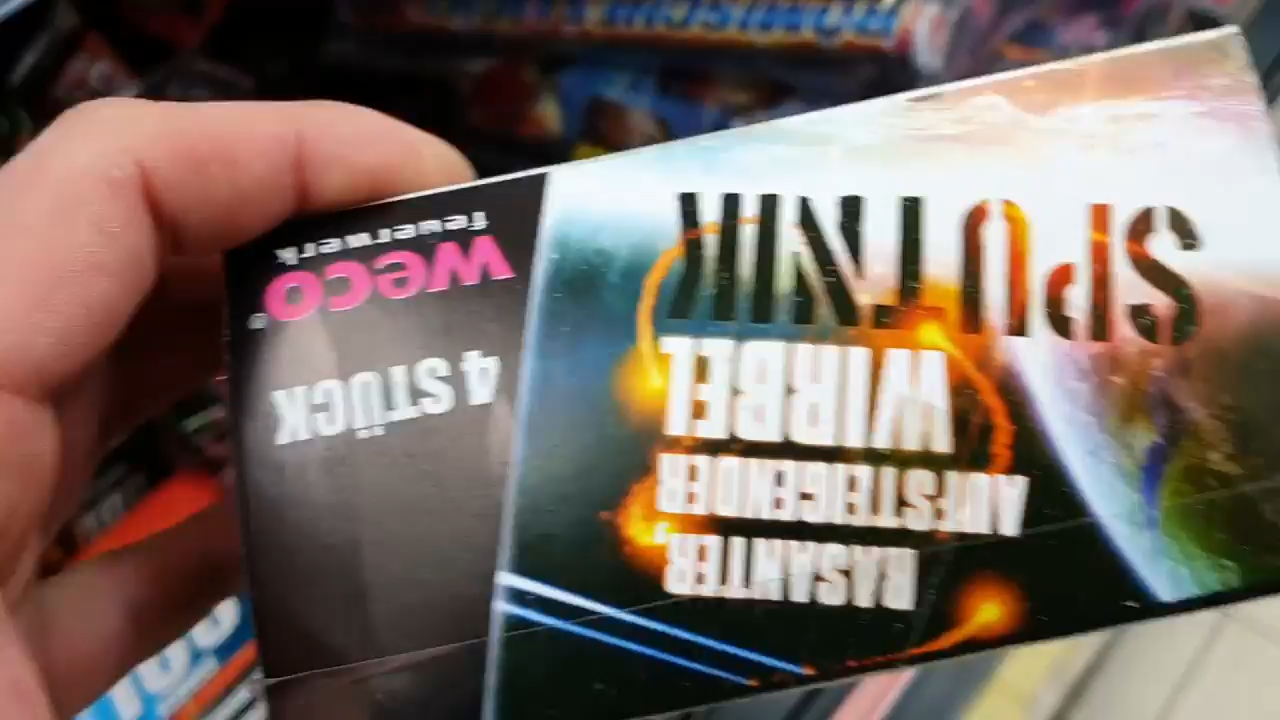 RASANTER,
AUFSTEIGENDER
WIRBEL
SPUTNIK
4 STÜCK
weco®
feuerwerk